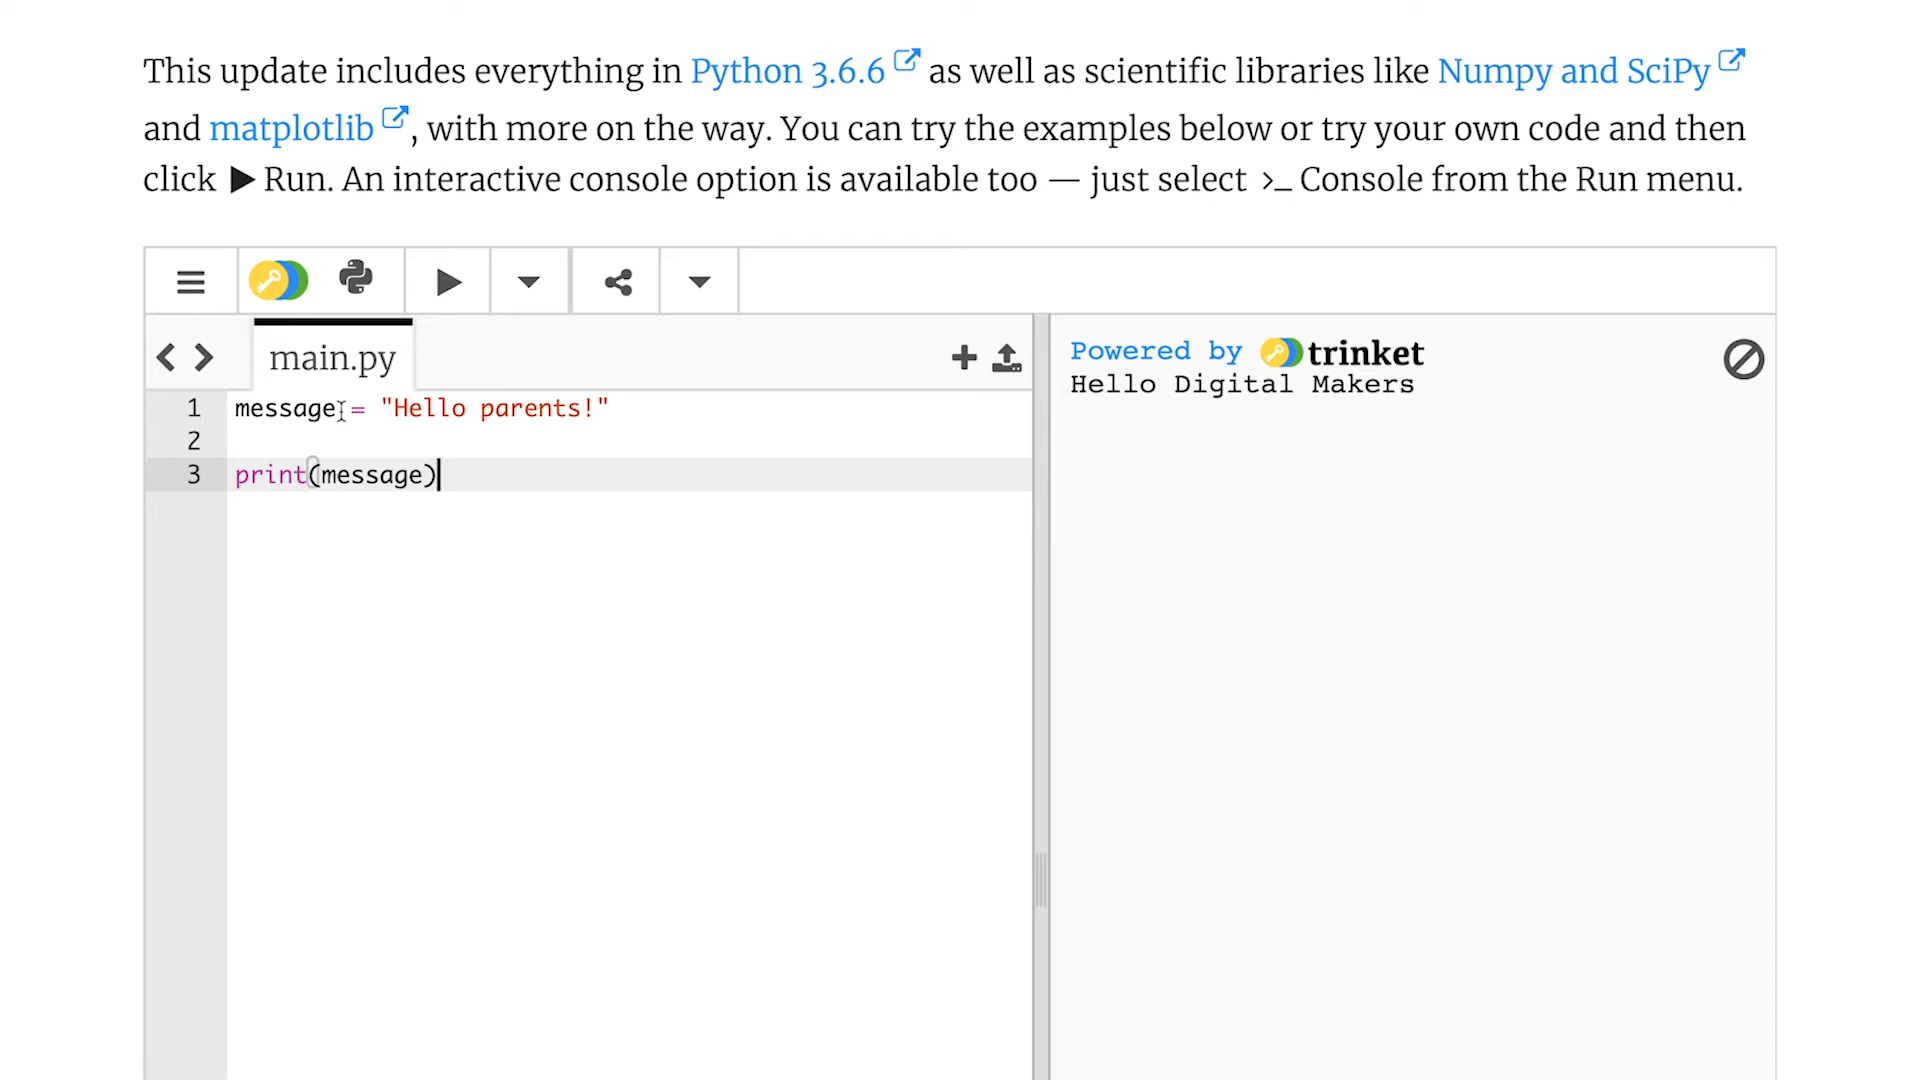 This update includes everything in Python 3.6.6 as well as scientific libraries like Numpy and SciPy
and matplotlib, with more on the way. You can try the examples below or try your own code and then
click ▶ Run. An interactive console option is available too — just select >_ Console from the Run menu.
main.py
1 message = "Hello parents!"
2
3 print(message)
Powered by trinket
Hello Digital Makers